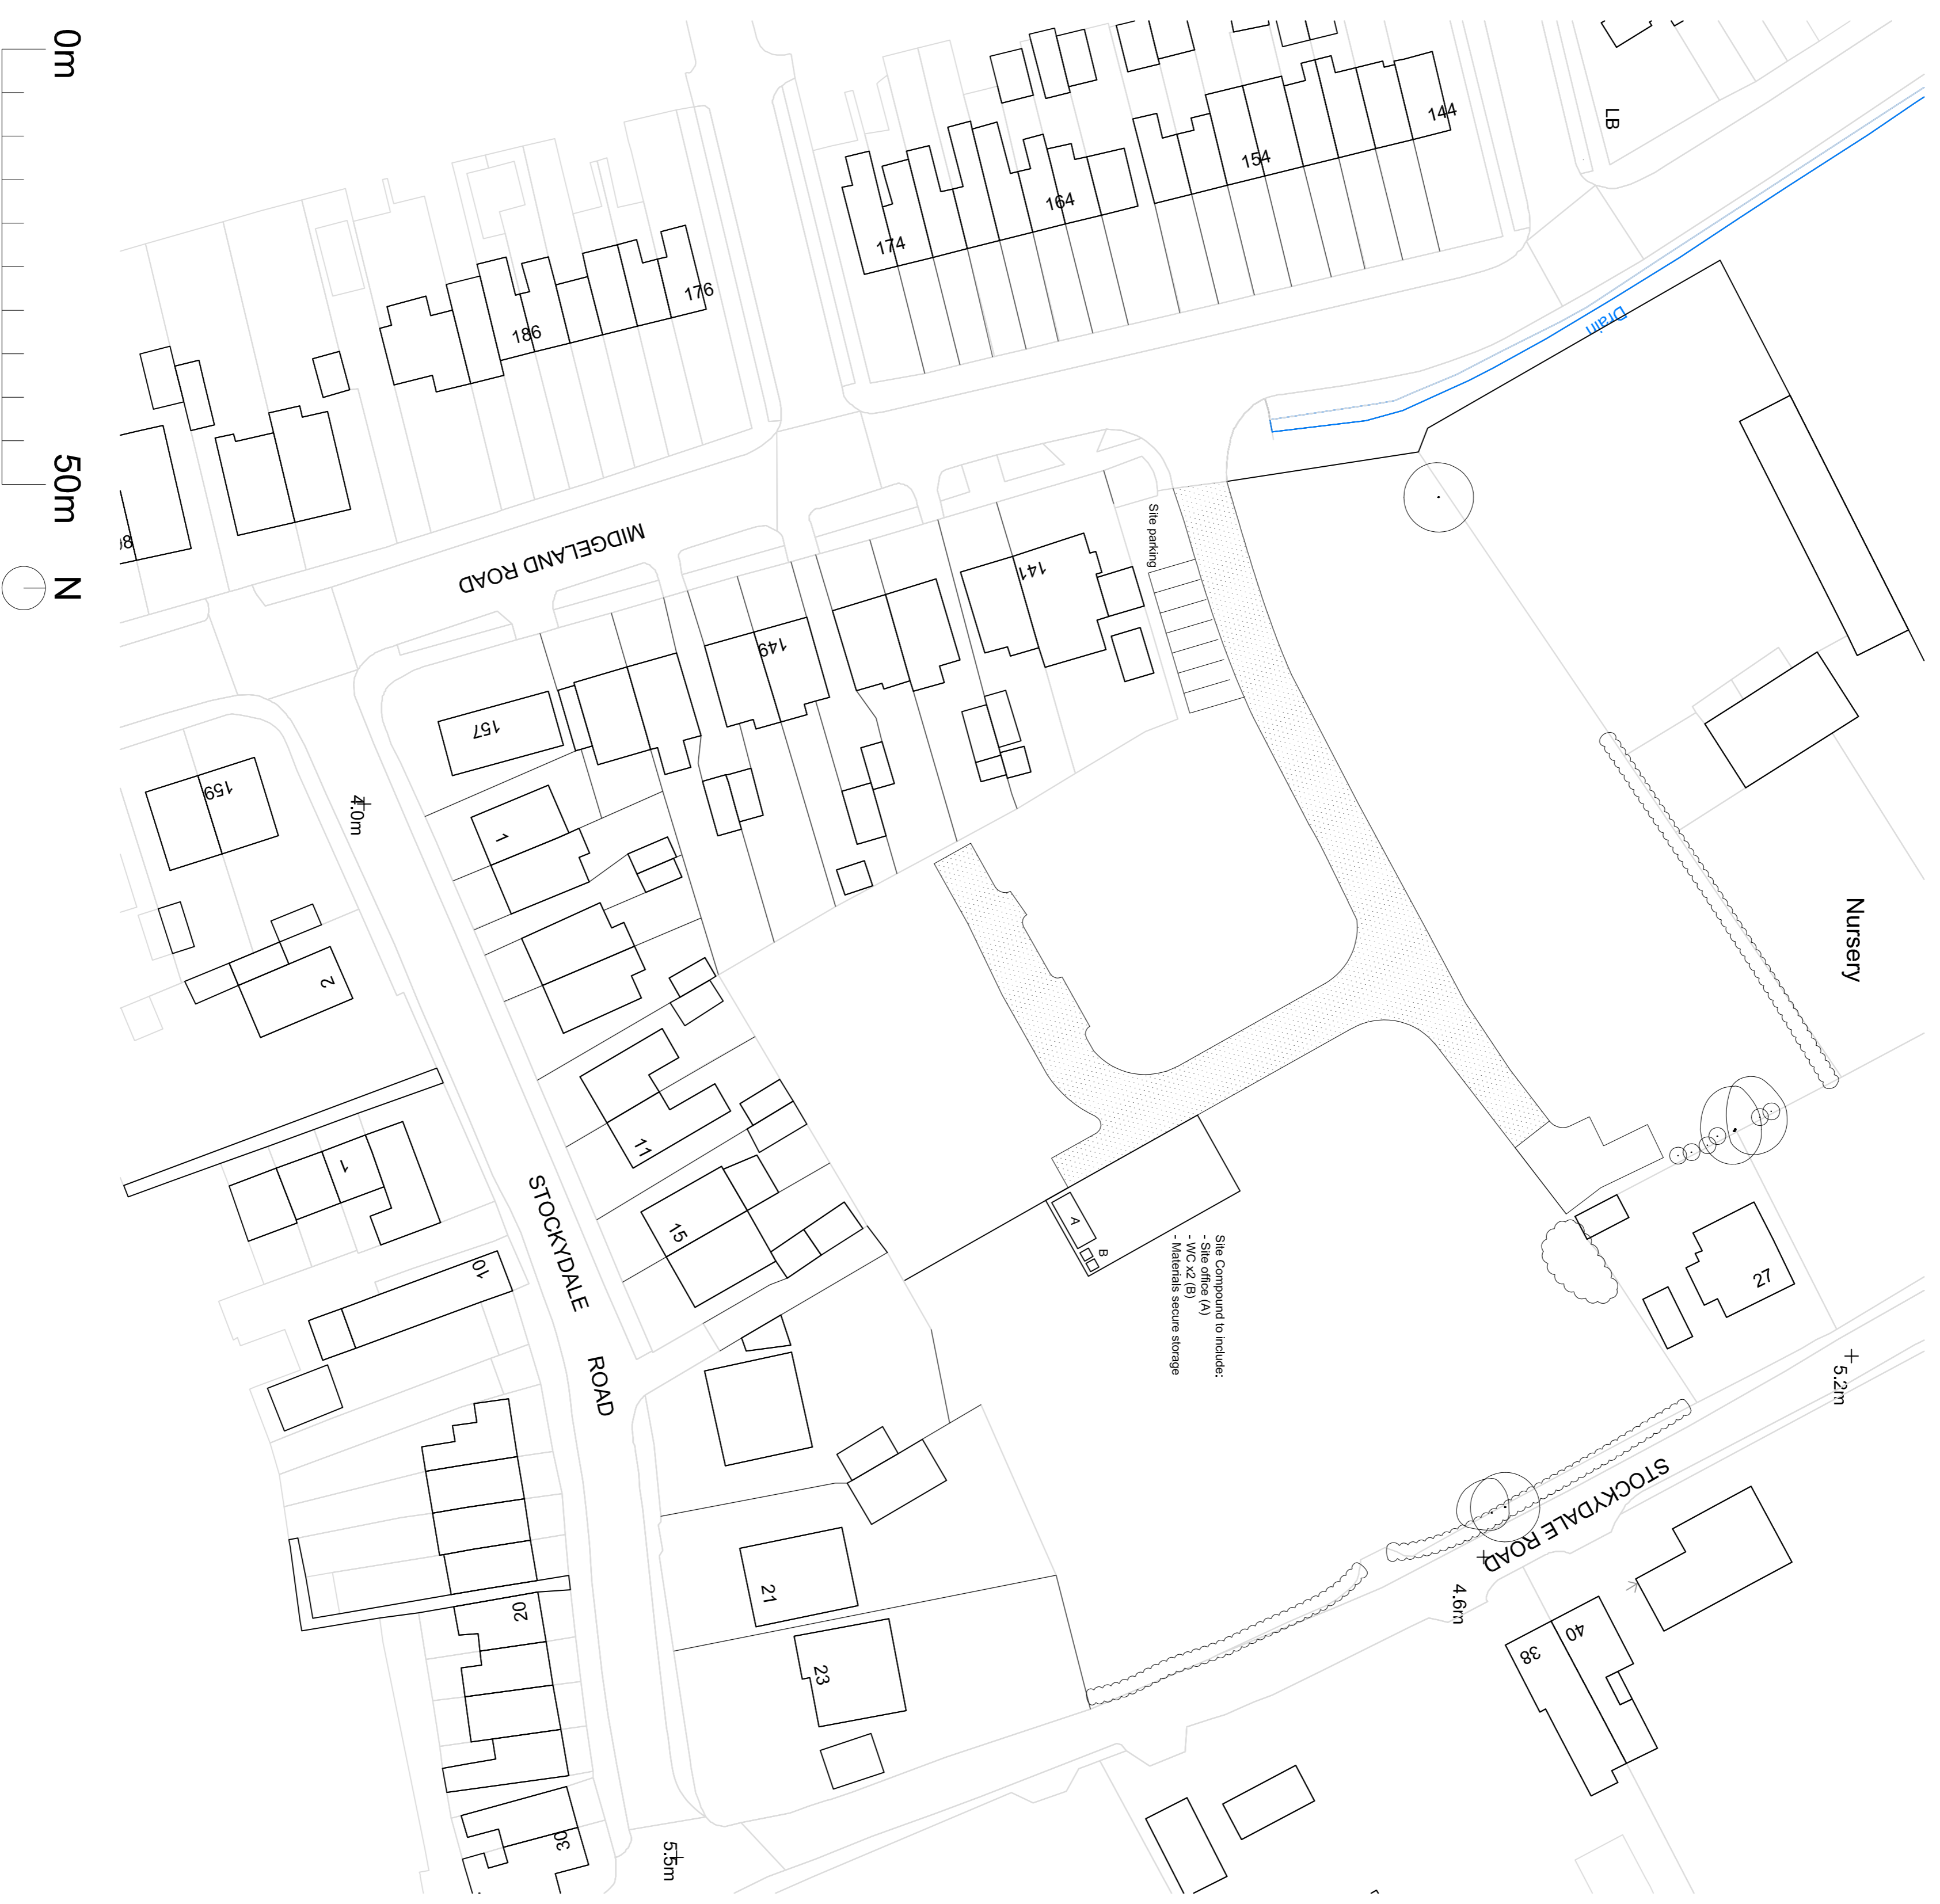 0m
50m
N
LB
144
154
164
174
176
186
Drain
MIDGELAND ROAD
Site parking
141
149
157
159
4.0m
1
2
Nursery
11
1
15
STOCKYDALE
ROAD
10
A
B
Site Compound to include:
- Site office (A)
- WC x2 (B)
- Materials secure storage
27
5.2m
STOCKYDALE ROAD
4.6m
21
20
23
38
40
30
5.5m